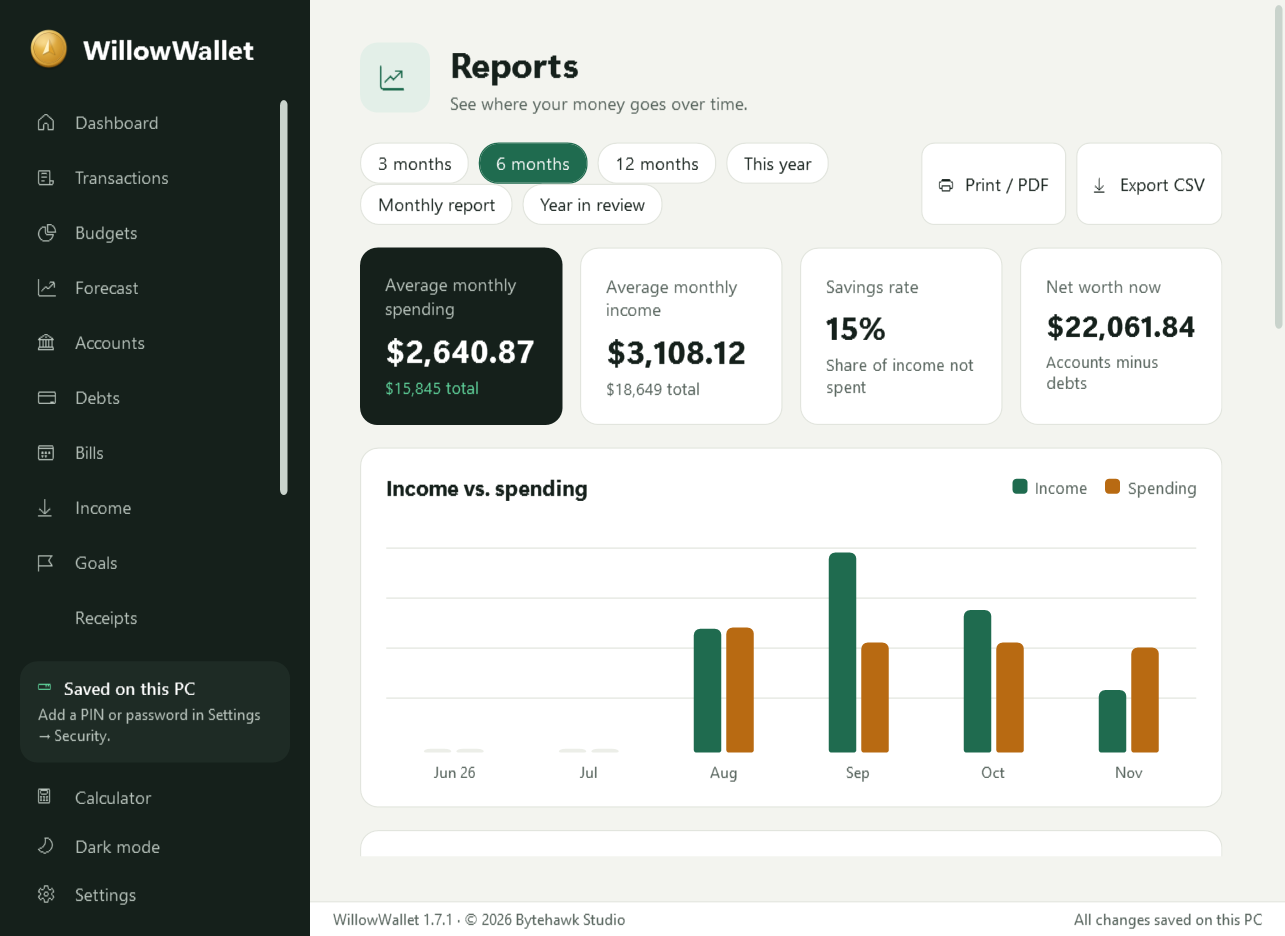 WillowWallet
Dashboard
Transactions
Budgets
Forecast
Accounts
Debts
Bills
Income
Goals
Receipts
Saved on this PC
Add a PIN or password in Settings
→ Security.
Calculator
Dark mode
Settings
Reports
See where your money goes over time.
3 months
6 months
12 months
This year
Monthly report
Year in review
Print / PDF
Export CSV
Average monthly
spending
$2,640.87
$15,845 total
Average monthly
income
$3,108.12
$18,649 total
Savings rate
15%
Share of income not
spent
Net worth now
$22,061.84
Accounts minus
debts
Income vs. spending
Income
Spending
Jun 26
Jul
Aug
Sep
Oct
Nov
WillowWallet 1.7.1 · © 2026 Bytehawk Studio
All changes saved on this PC